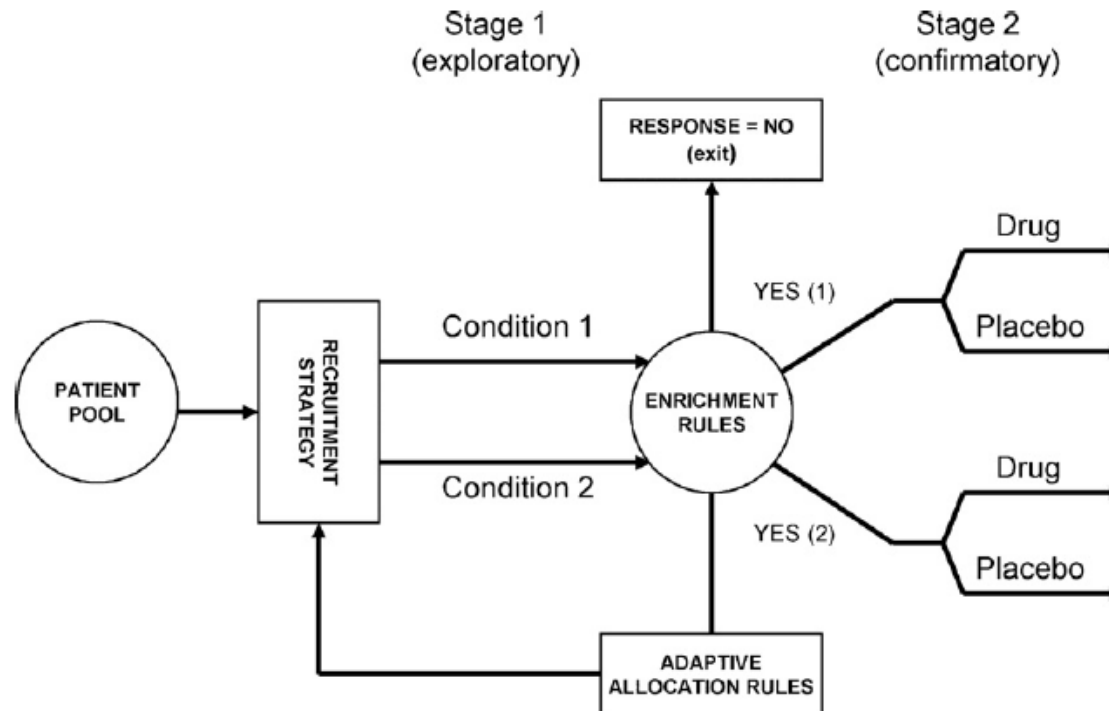 Stage 1
(exploratory)
Stage 2
(confirmatory)
RESPONSE = NO
(exit)
Drug
YES (1)
Placebo
Condition 1
PATIENT
POOL
RECRUITMENT
STRATEGY
ENRICHMENT
RULES
Condition 2
Drug
YES (2)
Placebo
ADAPTIVE
ALLOCATION RULES